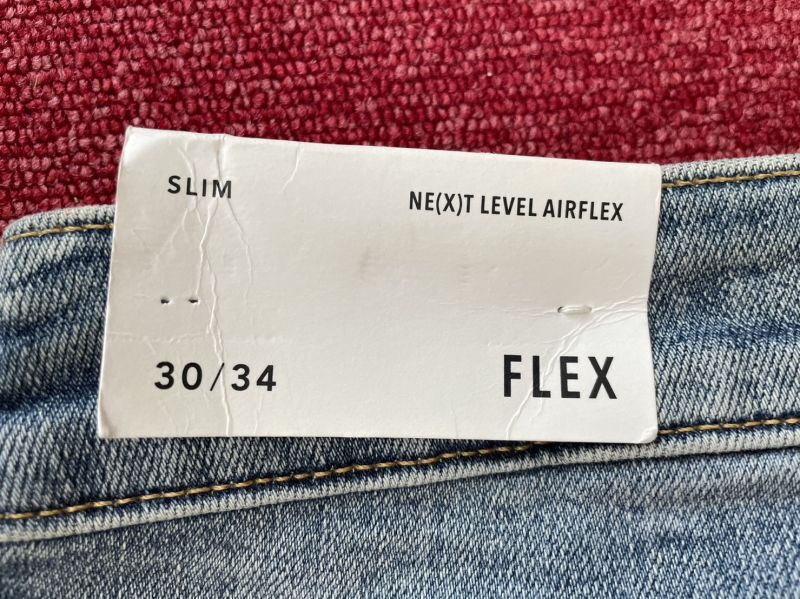 SLIM
NE(X)T LEVEL AIRFLEX
30/34
FLEX